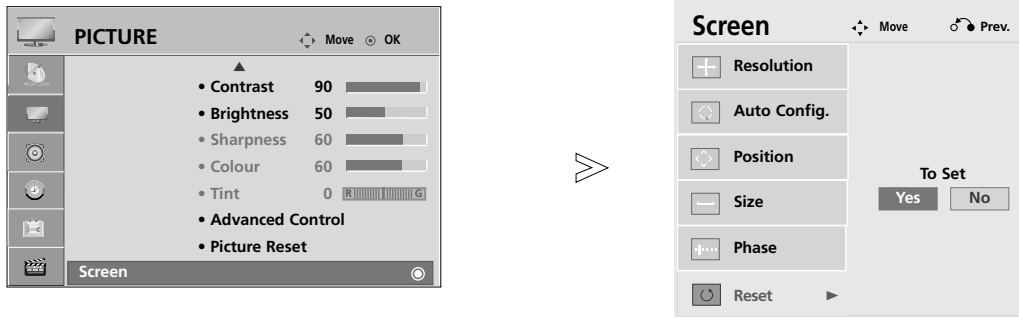 PICTURE
Move ⊙ OK
• Contrast 90
• Brightness 50
• Sharpness 60
• Colour 60
• Tint 0 R G
• Advanced Control
• Picture Reset
Screen
Screen
Move
Prev.
Resolution
Auto Config.
Position
Size
Phase
Reset ►
To Set
Yes No